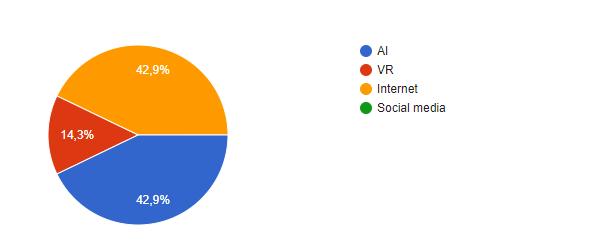 42,9%
14,3%
42,9%
AI
VR
Internet
Social media